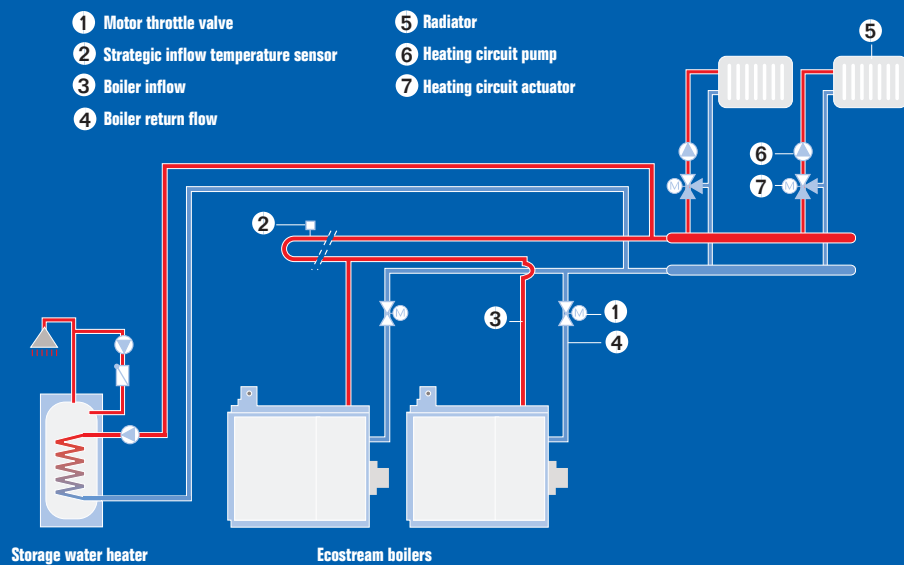 1 Motor throttle valve
2 Strategic inflow temperature sensor
3 Boiler inflow
4 Boiler return flow
5 Radiator
6 Heating circuit pump
7 Heating circuit actuator
5
6
M
M 7
2
M
3
M 1
4
Storage water heater
Ecostream boilers